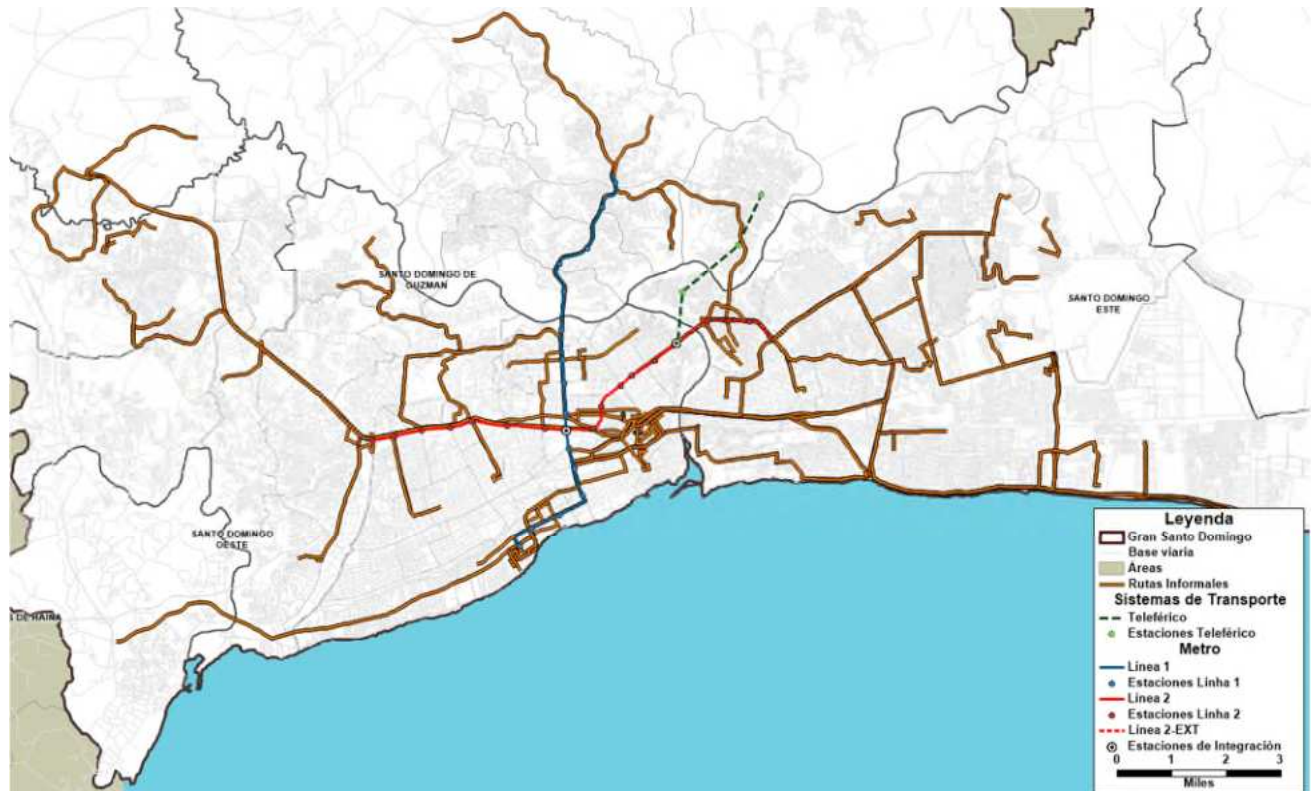 SANTO DOMINGO DE
GUZMAN
SANTO DOMINGO
ESTE
SANTO DOMINGO
OESTE
S DE HAINA
Leyenda
Gran Santo Domingo
Base viaria
Áreas
Rutas Informales
Sistemas de Transporte
Teleférico
Estaciones Teleférico
Metro
Línea 1
Estaciones Linha 1
Línea 2
Estaciones Linha 2
Línea 2-EXT
Estaciones de Integración
0 1 2 3
Miles